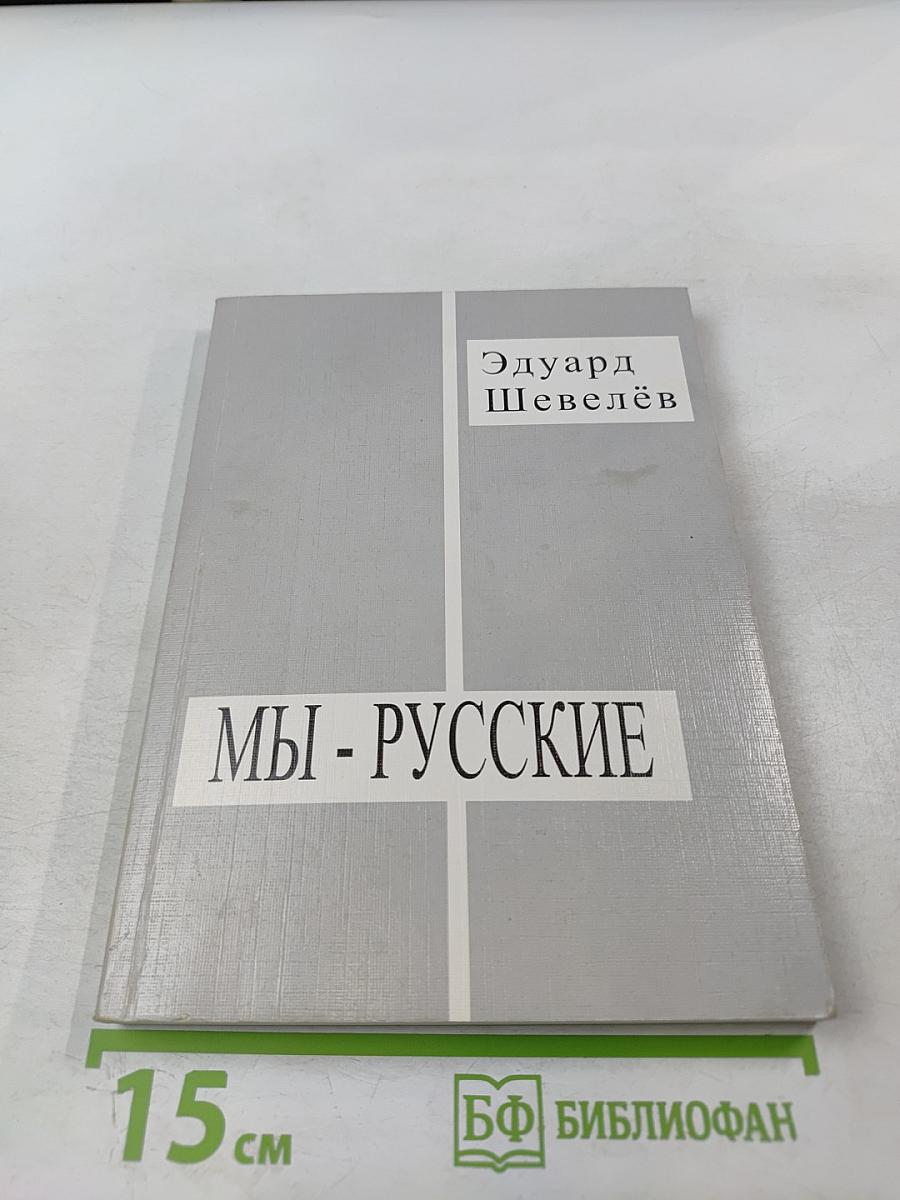 Эдуард
Шевелёв
МЫ - РУССКИЕ
15 см
БФ БИБЛИОФАН